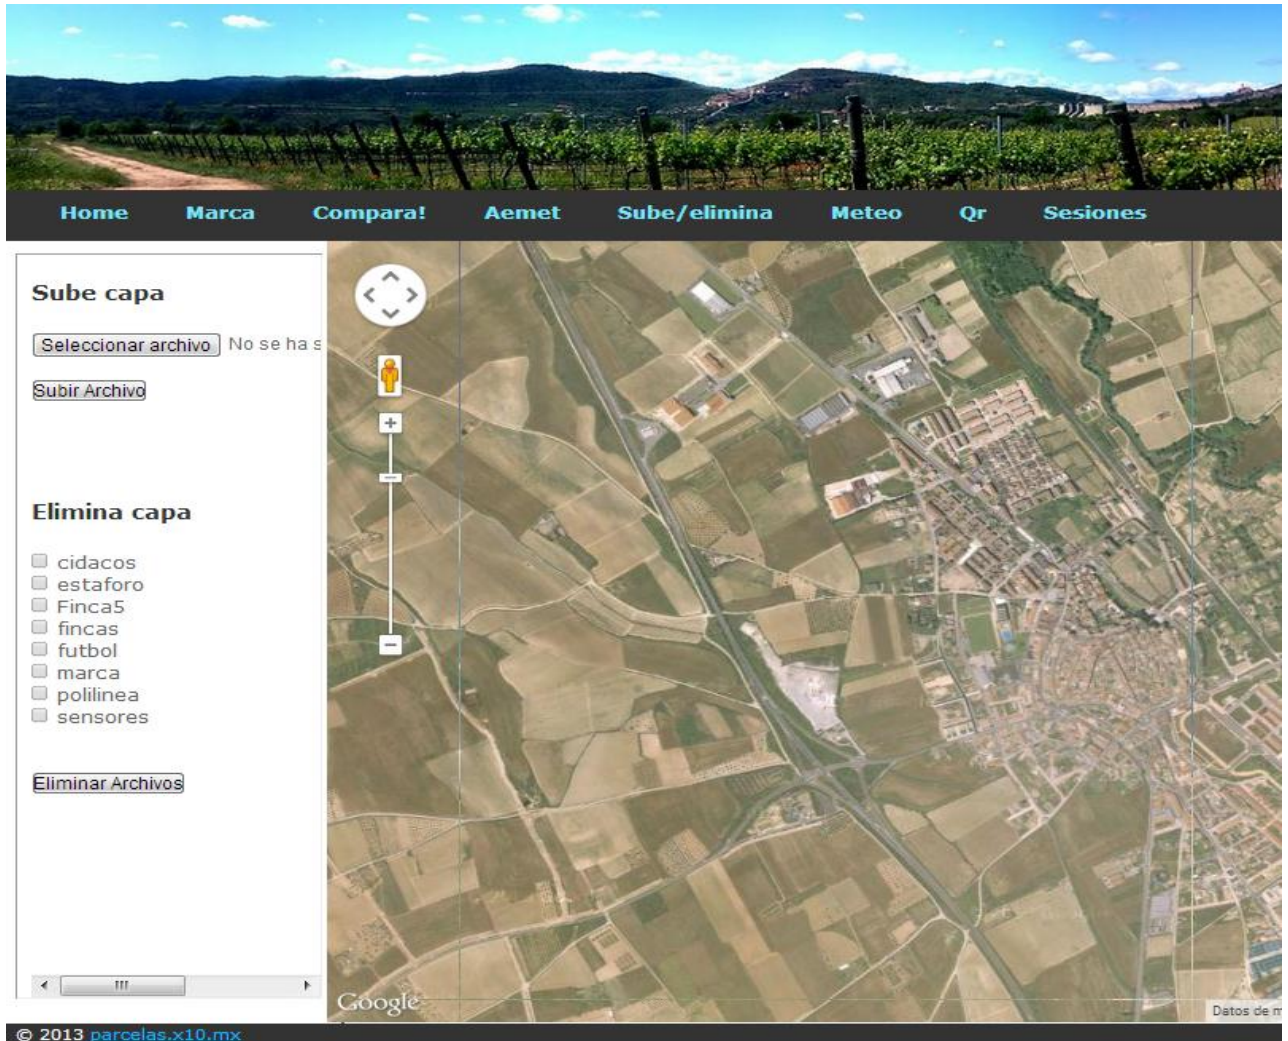 Home Marca Compara! Aemet Sube/elimina Meteo Qr Sesiones
Sube capa
Seleccionar archivo No se ha s
Subir Archivo
Elimina capa
cidacos
estaforo
Finca5
fincas
futbol
marca
polilinea
sensores
Eliminar Archivos
Google
Datos de m
© 2013 parcelas.x10.mx